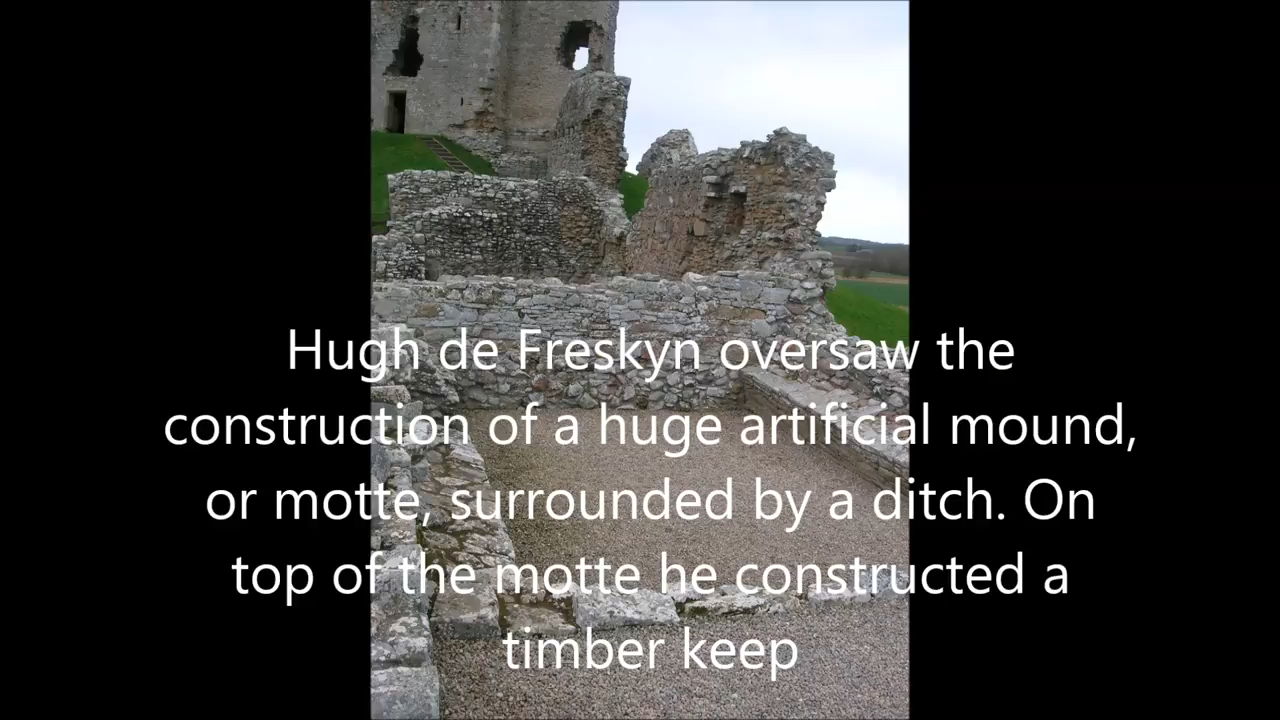 Hugh de Freskyn oversaw the
construction of a huge artificial mound,
or motte, surrounded by a ditch. On
top of the motte he constructed a
timber keep